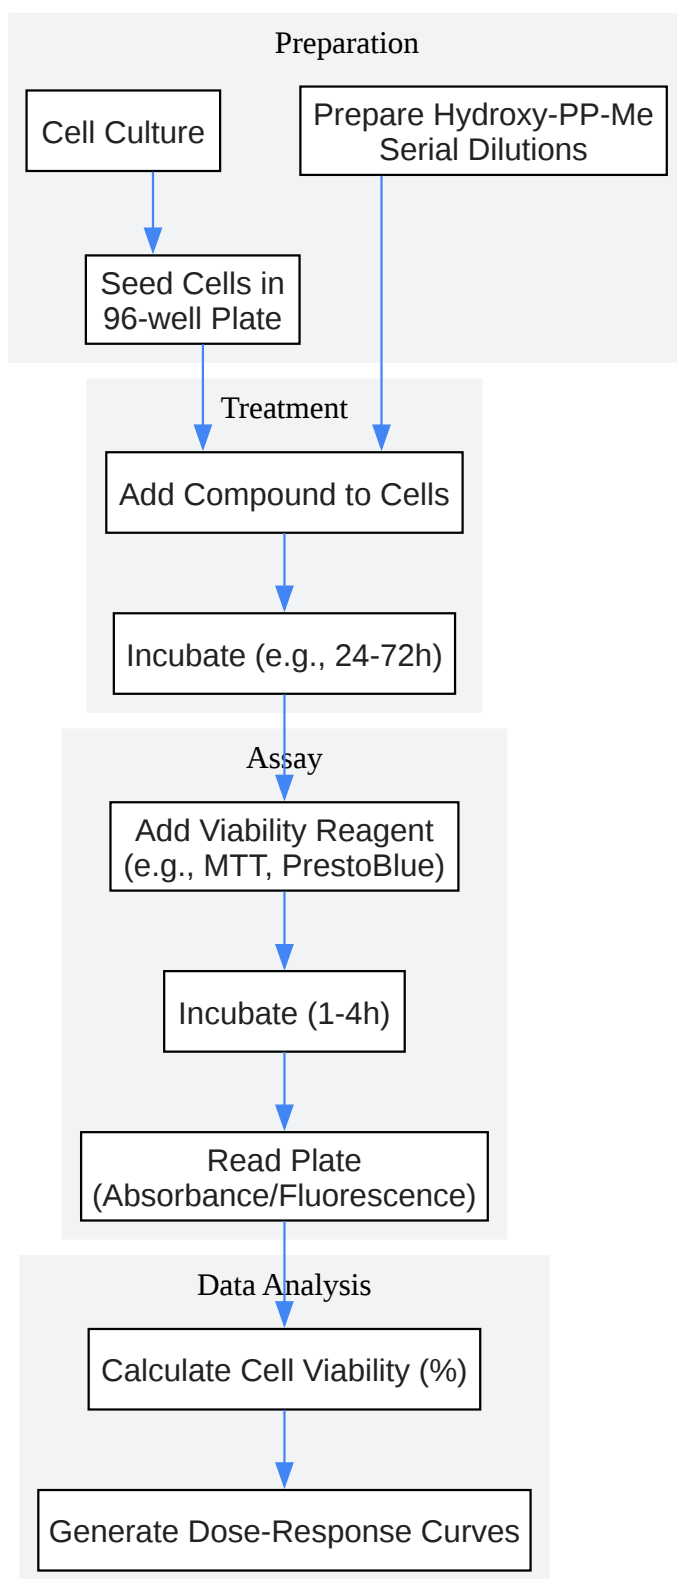 Preparation
Cell Culture
Prepare Hydroxy-PP-Me
Serial Dilutions
Seed Cells in
96-well Plate
Treatment
Add Compound to Cells
Incubate (e.g., 24-72h)
Assay
Add Viability Reagent
(e.g., MTT, PrestoBlue)
Incubate (1-4h)
Read Plate
(Absorbance/Fluorescence)
Data Analysis
Calculate Cell Viability (%)
Generate Dose-Response Curves